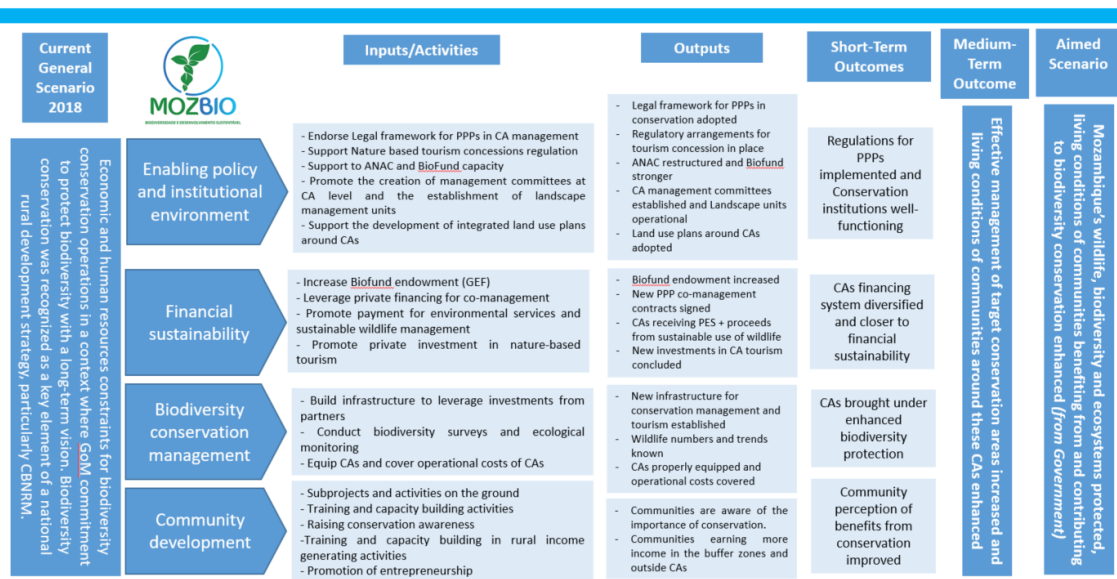 Current
General
Scenario
2018
MOZBIO
BIODIVERSIDADE E DESENVOLVIMENTO SUSTENTÁVEL
Inputs/Activities
Outputs
Short-Term
Outcomes
Medium-
Term
Outcome
Aimed
Scenario
Economic and human resources constraints for biodiversity
conservation operations in a context where GoM commitment
to protect biodiversity with a long-term vision. Biodiversity
conservation was recognized as a key element of a national
rural development strategy, particularly CBNRM.
Enabling policy
and institutional
environment
- Endorse Legal framework for PPPs in CA management
- Support Nature based tourism concessions regulation
- Support to ANAC and BioFund capacity
- Promote the creation of management committees at
CA level and the establishment of landscape
management units
- Support the development of integrated land use plans
around CAs
- Legal framework for PPPs in
conservation adopted
- Regulatory arrangements for
tourism concession in place
- ANAC restructured and Biofund
stronger
- CA management committees
established and Landscape units
operational
- Land use plans around CAs
adopted
Regulations for
PPPs
implemented and
Conservation
institutions well-
functioning
Financial
sustainability
- Increase Biofund endowment (GEF)
- Leverage private financing for co-management
- Promote payment for environmental services and
sustainable wildlife management
- Promote private investment in nature-based
tourism
- Biofund endowment increased
- New PPP co-management
contracts signed
- CAs receiving PES + proceeds
from sustainable use of wildlife
- New investments in CA tourism
concluded
CAs financing
system diversified
and closer to
financial
sustainability
Biodiversity
conservation
management
- Build infrastructure to leverage investments from
partners
- Conduct biodiversity surveys and ecological
monitoring
- Equip CAs and cover operational costs of CAs
- New infrastructure for
conservation management and
tourism established
- Wildlife numbers and trends
known
- CAs properly equipped and
operational costs covered
CAs brought under
enhanced
biodiversity
protection
Community
development
- Subprojects and activities on the ground
- Training and capacity building activities
- Raising conservation awareness
-Training and capacity building in rural income
generating activities
- Promotion of entrepreneurship
- Communities are aware of the
importance of conservation.
- Communities earning more
income in the buffer zones and
outside CAs
Community
perception of
benefits from
conservation
improved
Effective management of target conservation areas increased and
living conditions of communities around these CAs enhanced
Mozambique's wildlife, biodiversity and ecosystems protected,
living conditions of communities benefiting from and contributing
to biodiversity conservation enhanced (from Government)